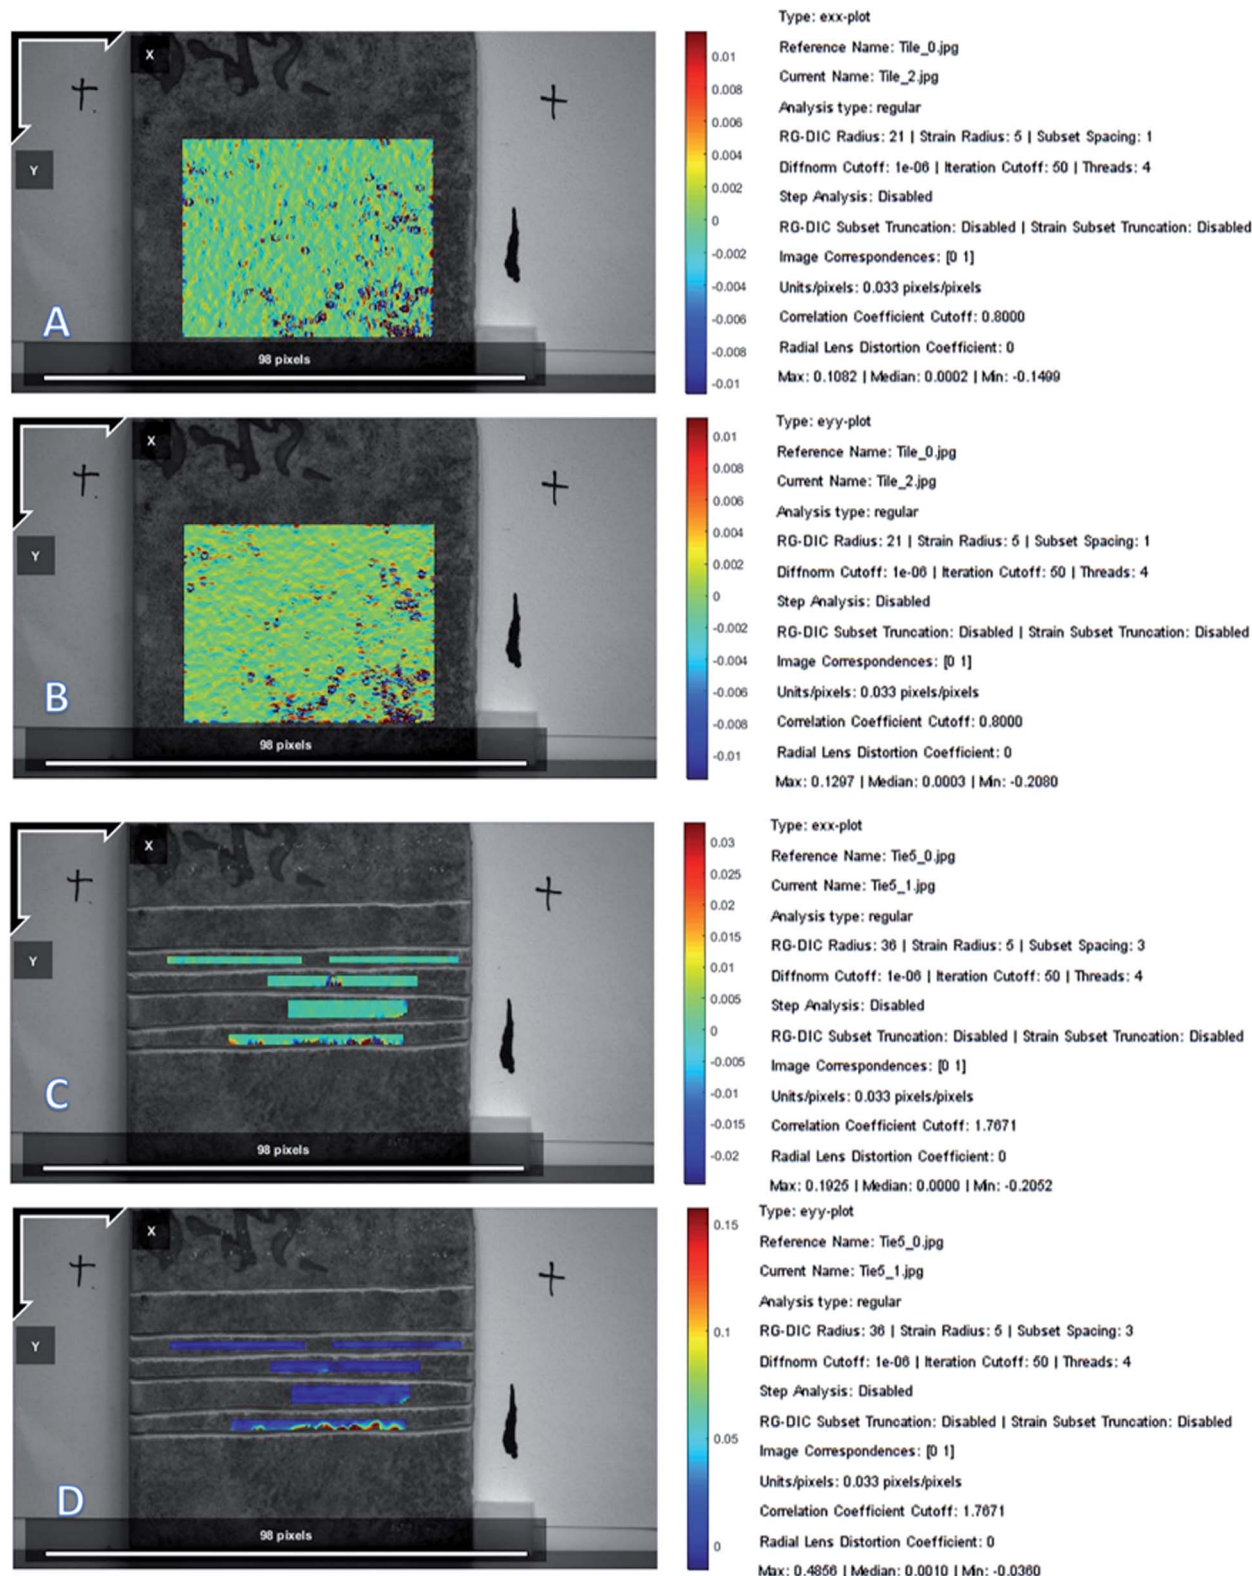 X
Y
A
98 pixels
0.01
0.008
0.006
0.004
0.002
0
-0.002
-0.004
-0.006
-0.008
-0.01
Type: exx-plot
Reference Name: Tile_0.jpg
Current Name: Tile_2.jpg
Analysis type: regular
RG-DIC Radius: 21 | Strain Radius: 5 | Subset Spacing: 1
Diffnorm Cutoff: 1e-06 | Iteration Cutoff: 50 | Threads: 4
Step Analysis: Disabled
RG-DIC Subset Truncation: Disabled | Strain Subset Truncation: Disabled
Image Correspondences: [0 1]
Units/pixels: 0.033 pixels/pixels
Correlation Coefficient Cutoff: 0.8000
Radial Lens Distortion Coefficient: 0
Max: 0.1082 | Median: 0.0002 | Min: -0.1499
X
Y
B
98 pixels
0.01
0.008
0.006
0.004
0.002
0
-0.002
-0.004
-0.006
-0.008
-0.01
Type: eyy-plot
Reference Name: Tile_0.jpg
Current Name: Tile_2.jpg
Analysis type: regular
RG-DIC Radius: 21 | Strain Radius: 5 | Subset Spacing: 1
Diffnorm Cutoff: 1e-06 | Iteration Cutoff: 50 | Threads: 4
Step Analysis: Disabled
RG-DIC Subset Truncation: Disabled | Strain Subset Truncation: Disabled
Image Correspondences: [0 1]
Units/pixels: 0.033 pixels/pixels
Correlation Coefficient Cutoff: 0.8000
Radial Lens Distortion Coefficient: 0
Max: 0.1297 | Median: 0.0003 | Min: -0.2080
X
Y
C
98 pixels
0.03
0.025
0.02
0.015
0.01
0.005
0
-0.005
-0.01
-0.015
-0.02
Type: exx-plot
Reference Name: Tie5_0.jpg
Current Name: Tie5_1.jpg
Analysis type: regular
RG-DIC Radius: 36 | Strain Radius: 5 | Subset Spacing: 3
Diffnorm Cutoff: 1e-06 | Iteration Cutoff: 50 | Threads: 4
Step Analysis: Disabled
RG-DIC Subset Truncation: Disabled | Strain Subset Truncation: Disabled
Image Correspondences: [0 1]
Units/pixels: 0.033 pixels/pixels
Correlation Coefficient Cutoff: 1.7671
Radial Lens Distortion Coefficient: 0
Max: 0.1925 | Median: 0.0000 | Min: -0.2052
X
Y
D
98 pixels
0.15
0.1
0.05
0
Type: eyy-plot
Reference Name: Tie5_0.jpg
Current Name: Tie5_1.jpg
Analysis type: regular
RG-DIC Radius: 36 | Strain Radius: 5 | Subset Spacing: 3
Diffnorm Cutoff: 1e-06 | Iteration Cutoff: 50 | Threads: 4
Step Analysis: Disabled
RG-DIC Subset Truncation: Disabled | Strain Subset Truncation: Disabled
Image Correspondences: [0 1]
Units/pixels: 0.033 pixels/pixels
Correlation Coefficient Cutoff: 1.7671
Radial Lens Distortion Coefficient: 0
Max: 0.4856 | Median: 0.0010 | Min: -0.0360